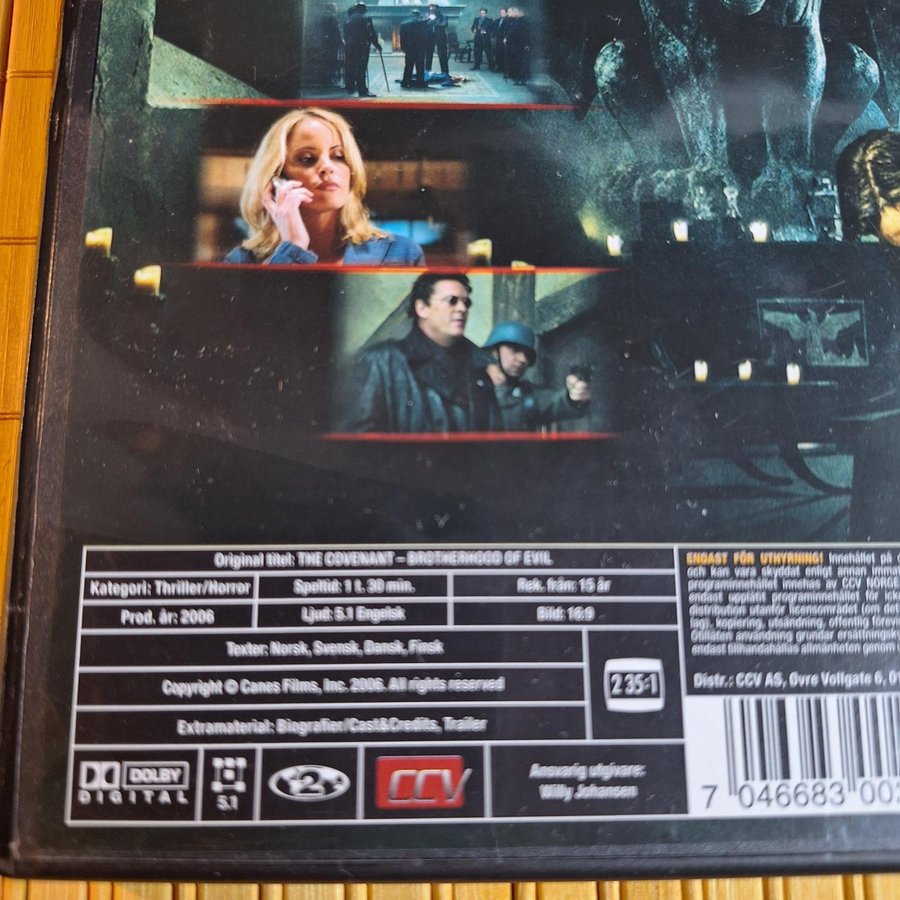 Original titel: THE COVENANT – BROTHERHOOD OF EVIL
Kategori: Thriller/Horror
Speltid: 1 t. 30 min.
Rek. från: 15 år
Prod. år: 2006
Ljud: 5.1 Engelsk
Bild: 16:9
Texter: Norsk, Svensk, Dansk, Finsk
Copyright © Canes Films, Inc. 2006. All rights reserved
Extramaterial: Biografier/Cast&Credits, Trailer
2 35:1
DOLBY
DIGITAL
5.1
2
CCV
Ansvarig utgivare:
Willy Johansen
ENDAST FÖR UTHYRNING! Innehållet på
och kan vara skyddat enligt annan
programinnehållet innehas av CCV NORGE
endast upplåtit programinnehållet för
distribution utanför licensområdet (om
kopiering, utsändning, offentlig
Otillåten användning grundar
endast tillhandahållas allmänheten genom
Distr.: CCV AS, Øvre Vollgate 6,
7 046683 00